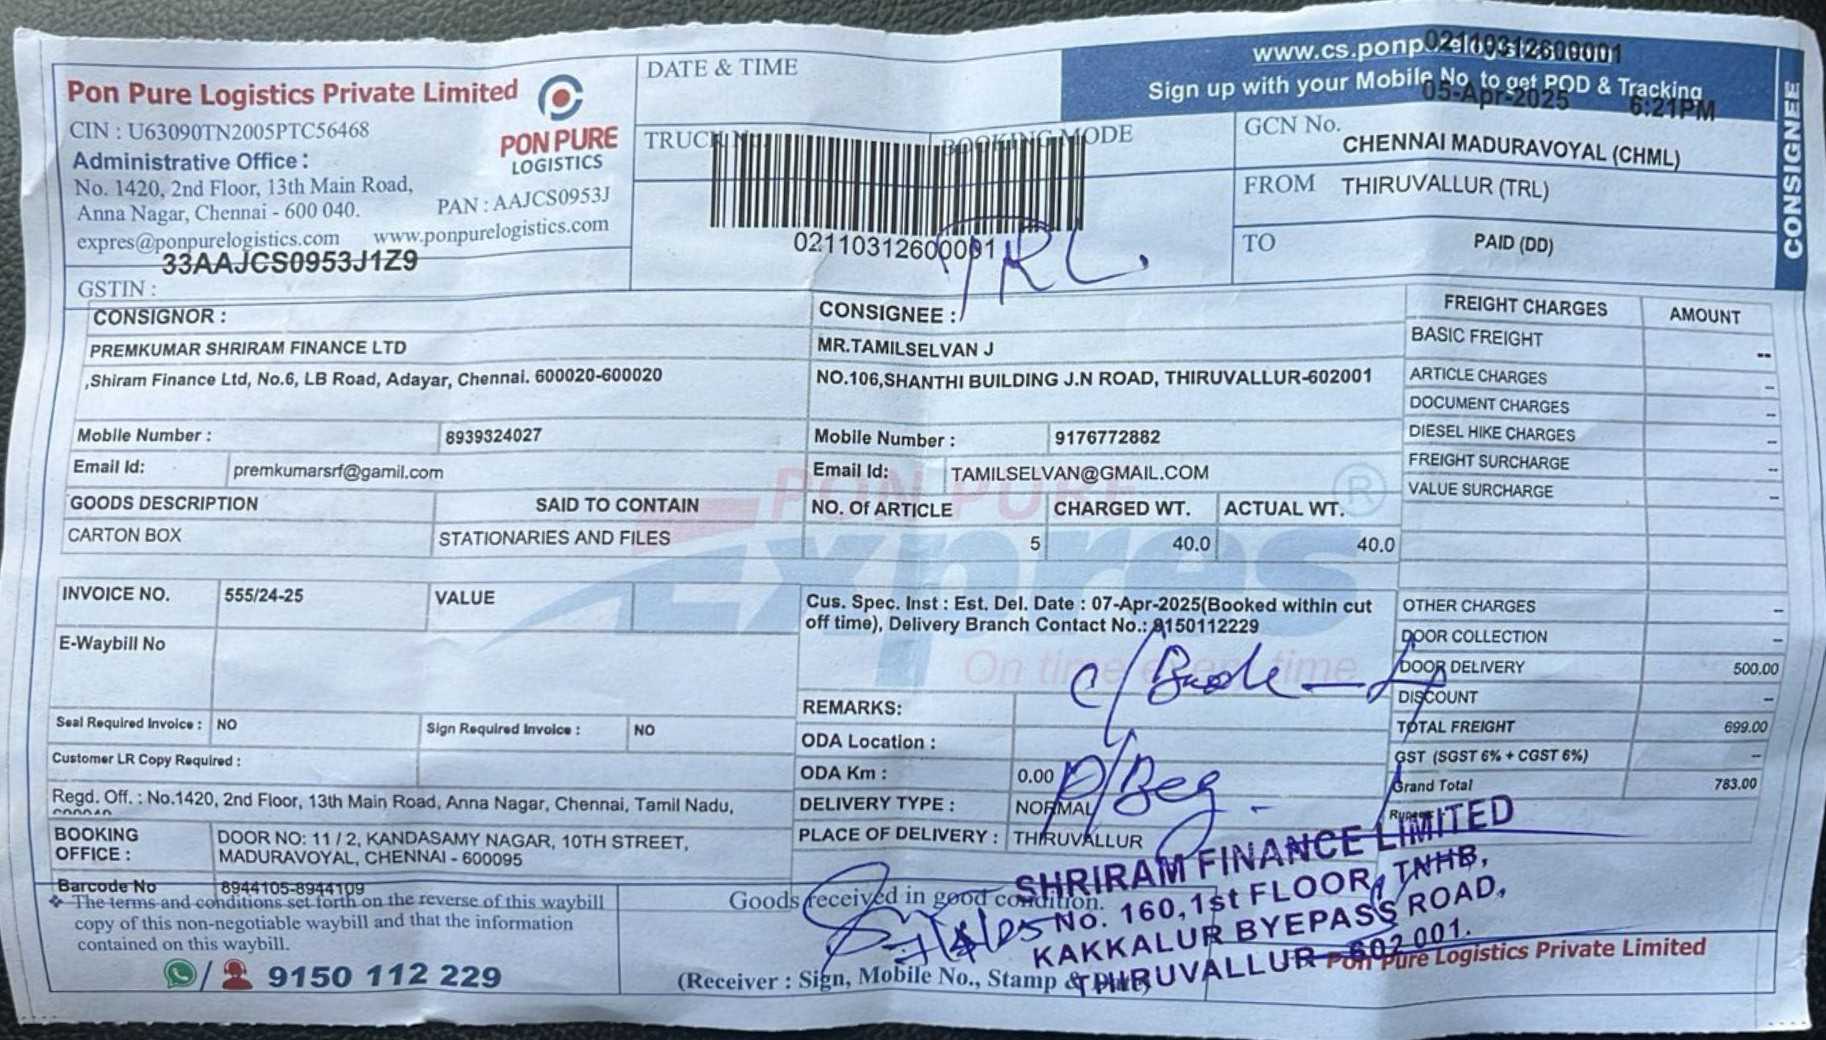 Pon Pure Logistics Private Limited
CIN : U63090TN2005PTC56468
Administrative Office :
No. 1420, 2nd Floor, 13th Main Road,
Anna Nagar, Chennai - 600 040.
PAN : AAJCS0953J
expres@ponpurelogistics.com www.ponpurelogistics.com
33AAJCS0953J1Z9
GSTIN :
PON PURE
LOGISTICS
DATE & TIME
02110312600001
Sign up with your Mobile No. to get POD & Tracking
05-Apr-2025 6:21PM
CONSIGNEE
TRUCK No.
BOOKING MODE
02110312600001
TRL.
GCN No.
CHENNAI MADURAVOYAL (CHML)
FROM THIRUVALLUR (TRL)
TO PAID (DD)
CONSIGNOR :
PREMKUMAR SHRIRAM FINANCE LTD
,Shiram Finance Ltd, No.6, LB Road, Adayar, Chennai. 600020-600020
Mobile Number : 8939324027
Email Id: premkumarsrf@gamil.com
CONSIGNEE :
MR.TAMILSELVAN J
NO.106,SHANTHI BUILDING J.N ROAD, THIRUVALLUR-602001
Mobile Number : 9176772882
Email Id: TAMILSELVAN@GMAIL.COM
FREIGHT CHARGES AMOUNT
BASIC FREIGHT --
ARTICLE CHARGES --
DOCUMENT CHARGES --
DIESEL HIKE CHARGES --
FREIGHT SURCHARGE --
VALUE SURCHARGE --
GOODS DESCRIPTION SAID TO CONTAIN NO. Of ARTICLE CHARGED WT. ACTUAL WT.
CARTON BOX STATIONARIES AND FILES 5 40.0 40.0
PON PURE
Expres
On time every time
INVOICE NO. 555/24-25 VALUE
E-Waybill No
Cus. Spec. Inst : Est. Del. Date : 07-Apr-2025(Booked within cut
off time), Delivery Branch Contact No.: 9150112229
OTHER CHARGES --
DOOR COLLECTION --
DOOR DELIVERY 500.00
DISCOUNT --
TOTAL FREIGHT 699.00
GST (SGST 6% + CGST 6%) --
Grand Total 783.00
Seal Required Invoice : NO Sign Required Invoice : NO
Customer LR Copy Required :
REMARKS:
ODA Location :
ODA Km : 0.00
DELIVERY TYPE : NORMAL
PLACE OF DELIVERY : THIRUVALLUR
Regd. Off. : No.1420, 2nd Floor, 13th Main Road, Anna Nagar, Chennai, Tamil Nadu,
600040
BOOKING
OFFICE :
DOOR NO: 11 / 2, KANDASAMY NAGAR, 10TH STREET,
MADURAVOYAL, CHENNAI - 600095
Barcode No 8944105-8944109
The terms and conditions set forth on the reverse of this waybill
copy of this non-negotiable waybill and that the information
contained on this waybill.
9150 112 229
Goods received in good condition.
SHRIRAM FINANCE LIMITED
No. 160, 1st FLOOR, TNHB,
KAKKALUR BYEPASS ROAD,
THIRUVALLUR - 602 001.
(Receiver : Sign, Mobile No., Stamp &
Pon Pure Logistics Private Limited